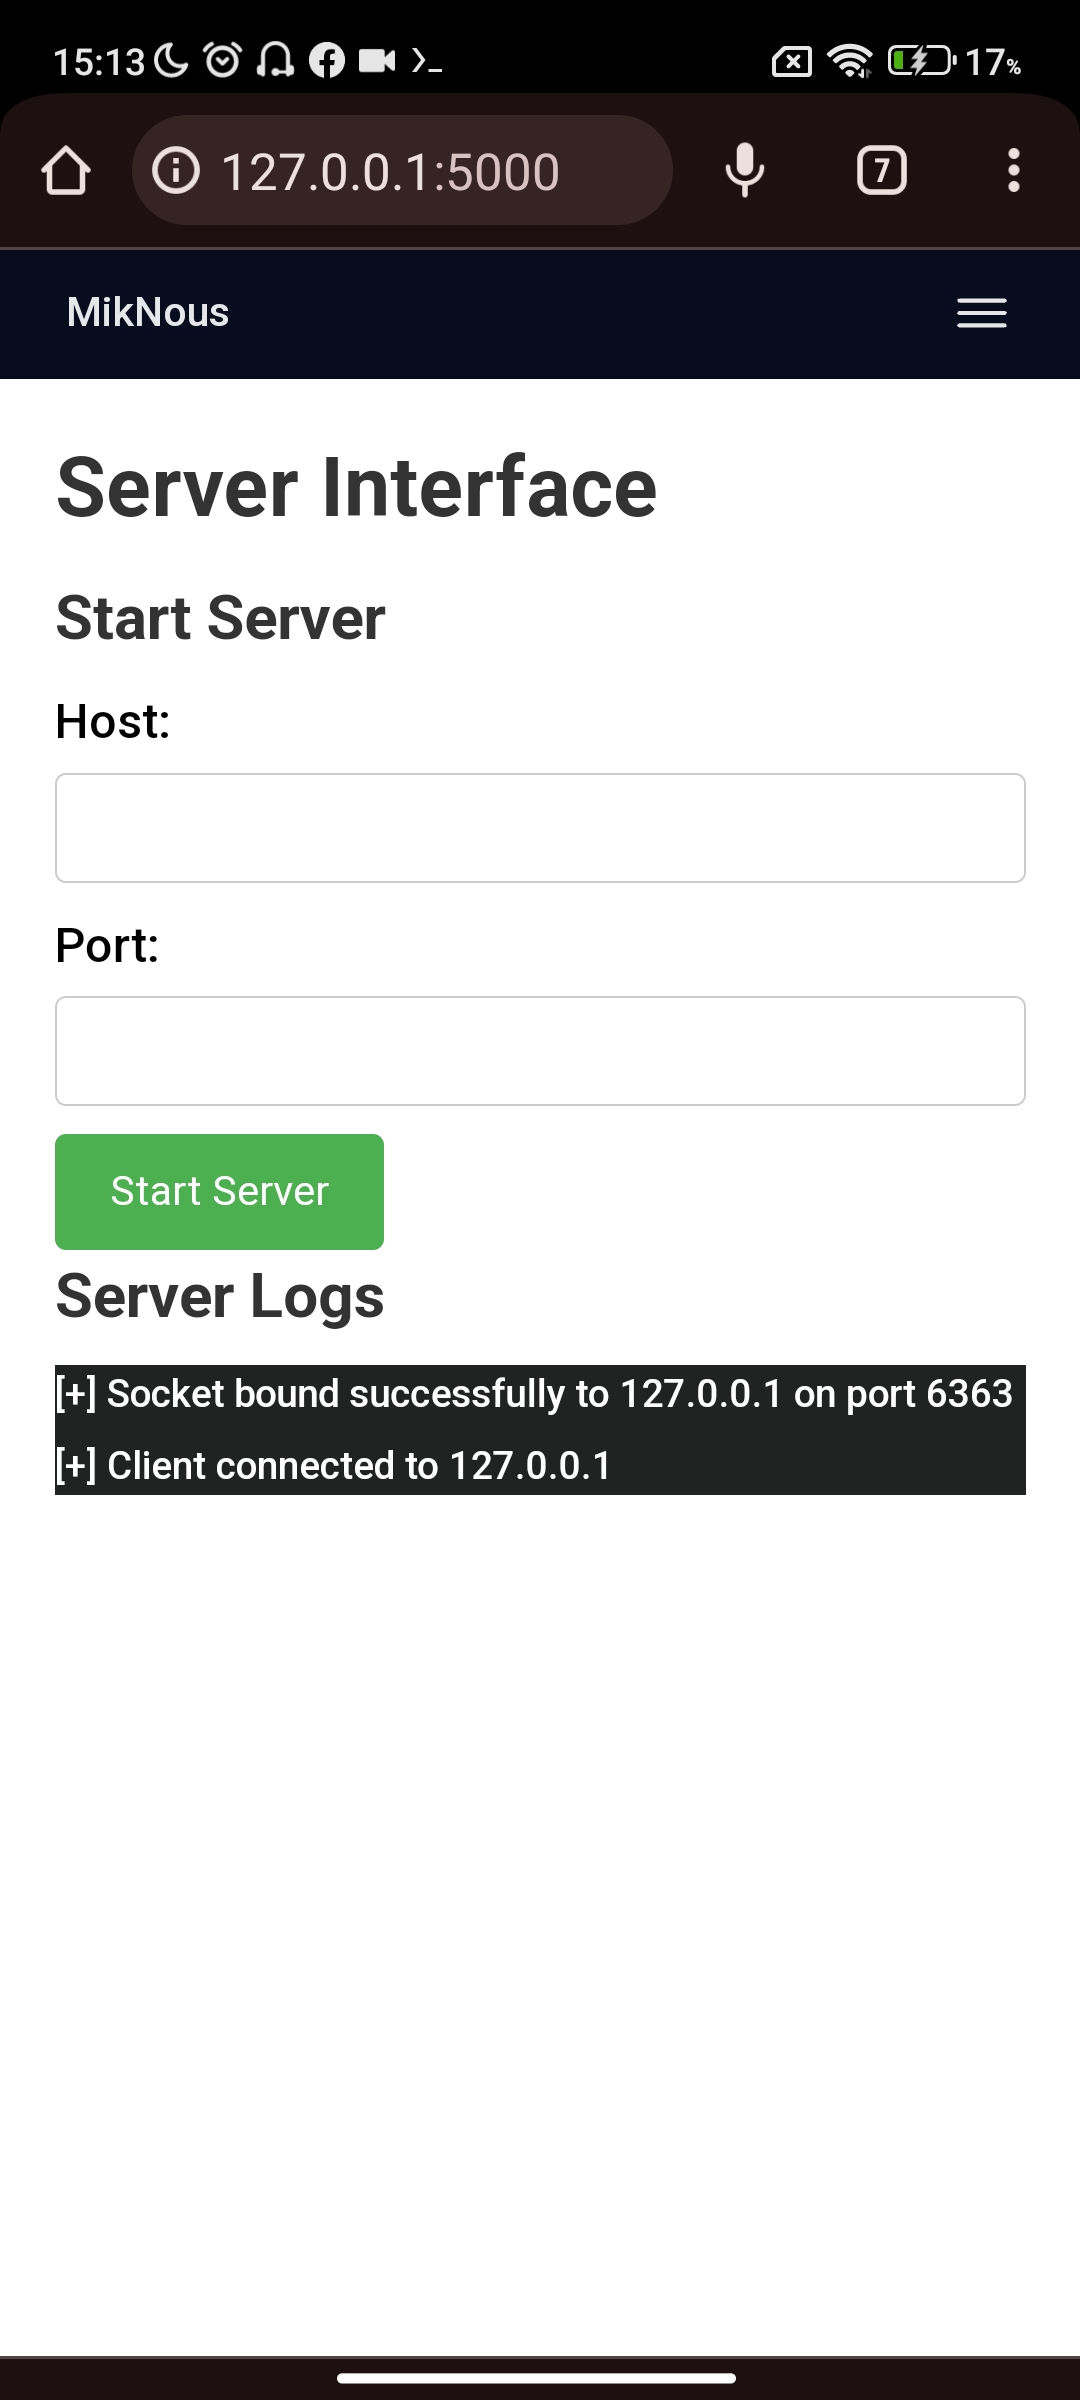 15:13 17%
127.0.0.1:5000 7
MikNous
Server Interface
Start Server
Host:
Port:
Start Server
Server Logs
[+] Socket bound successfully to 127.0.0.1 on port 6363
[+] Client connected to 127.0.0.1